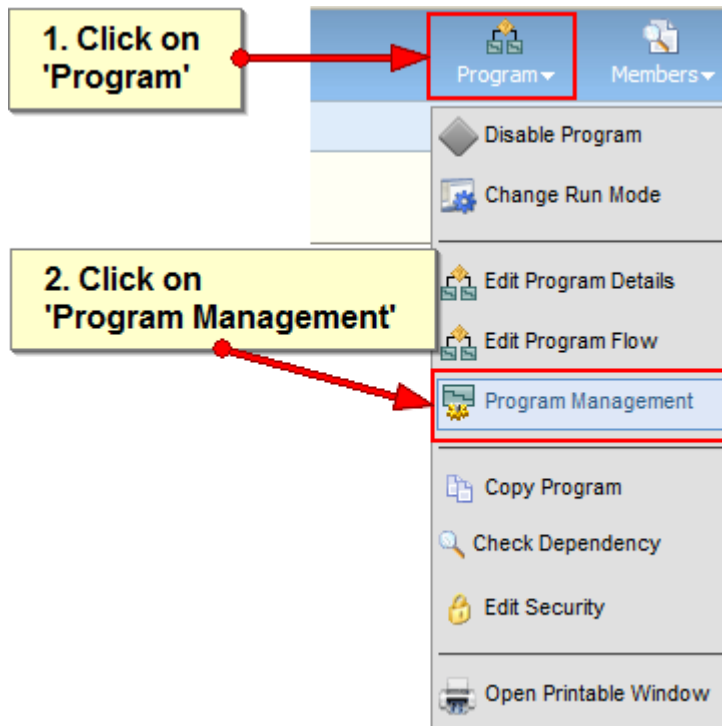 1. Click on
'Program'
Program
Members
Disable Program
Change Run Mode
2. Click on
'Program Management'
Edit Program Details
Edit Program Flow
Program Management
Copy Program
Check Dependency
Edit Security
Open Printable Window